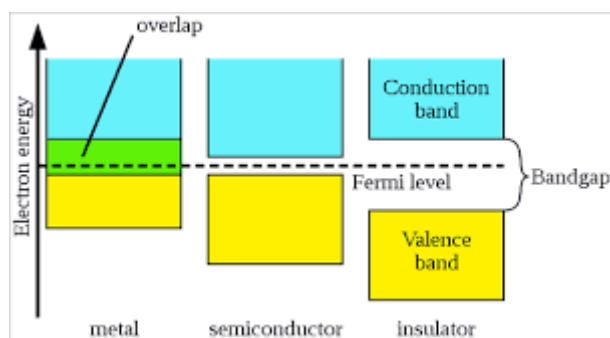 overlap
Electron energy
Conduction
band
Fermi level
Bandgap
Valence
band
metal
semiconductor
insulator